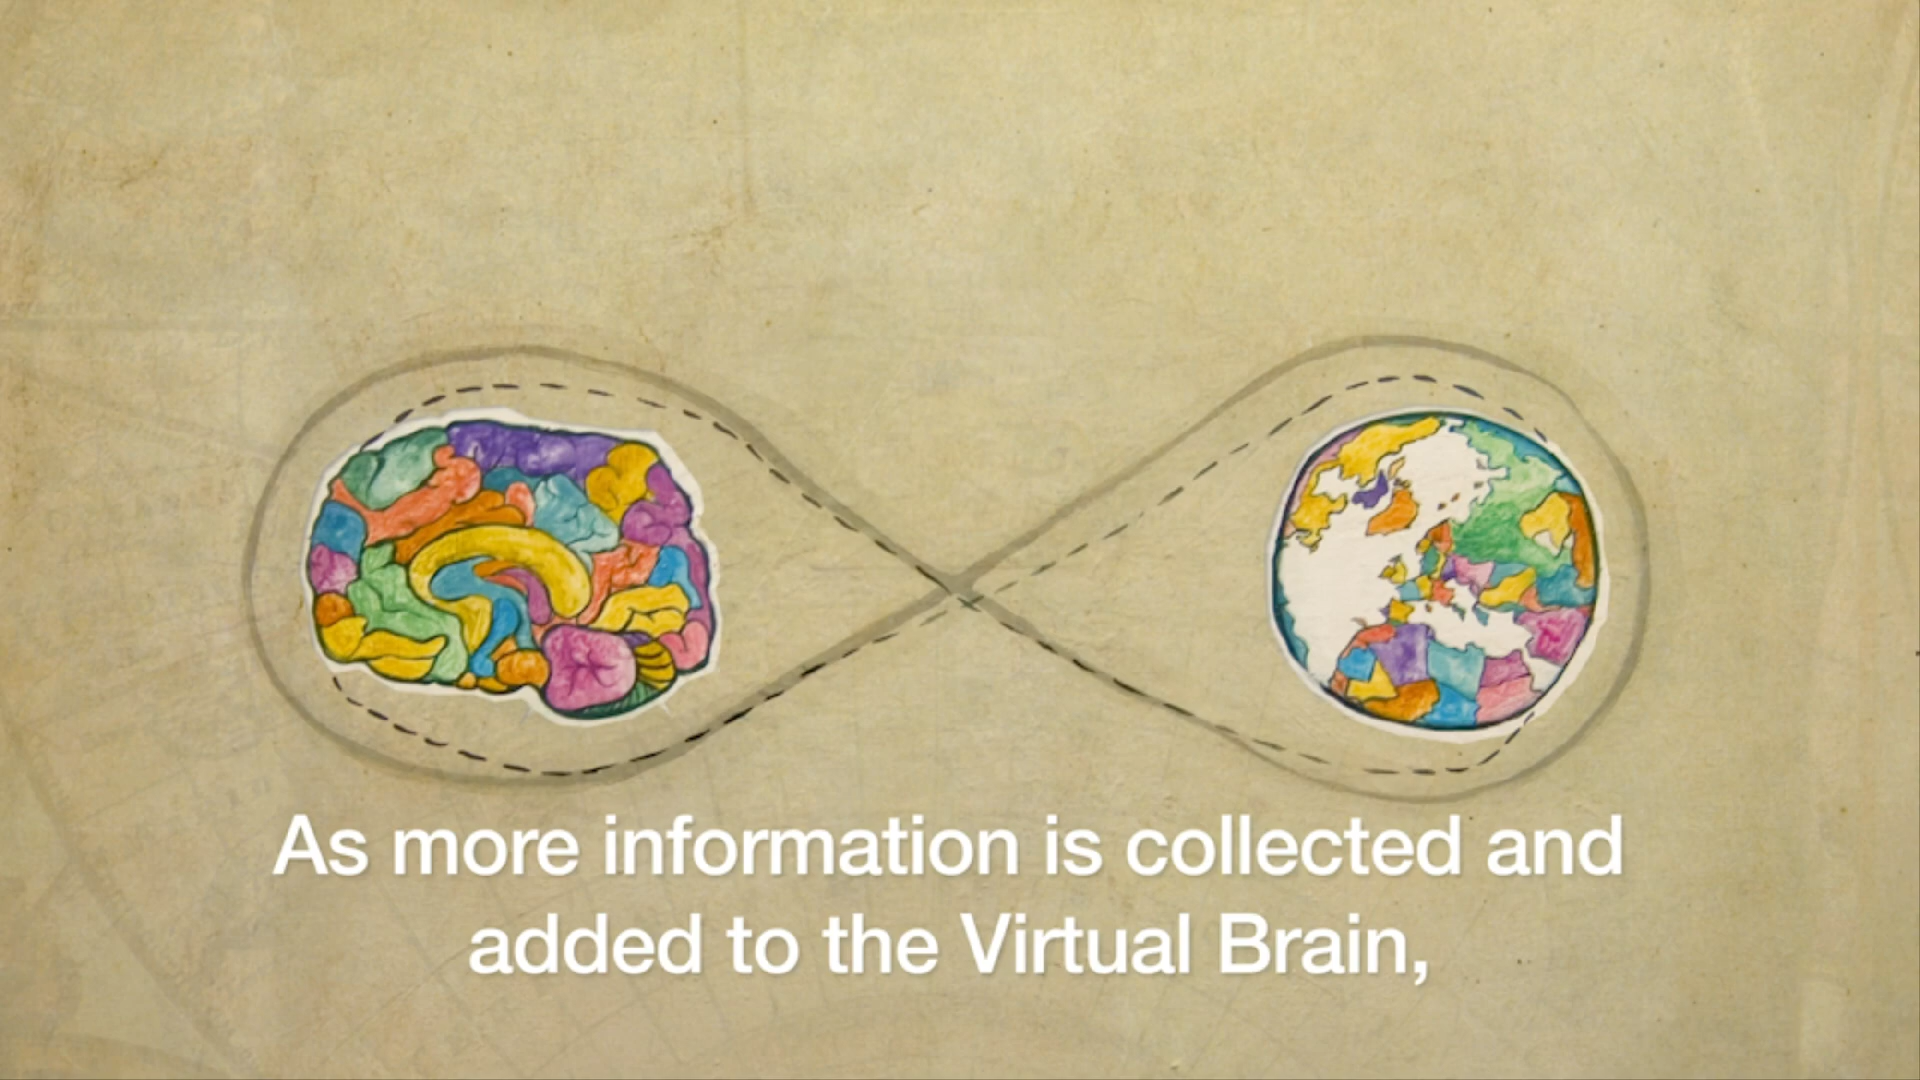 As more information is collected and
added to the Virtual Brain,